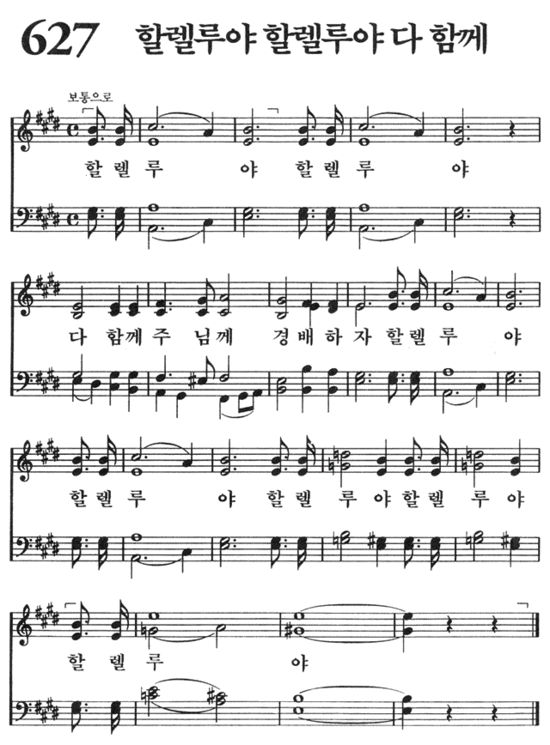 627 할렐루야 할렐루야 다 함께
보통으로
할 렐 루 야 할 렐 루 야
다 함께 주 님께 경배하 자 할렐 루 야
할 렐 루 야 할 렐 루 야 할렐 루 야
할 렐 루 야